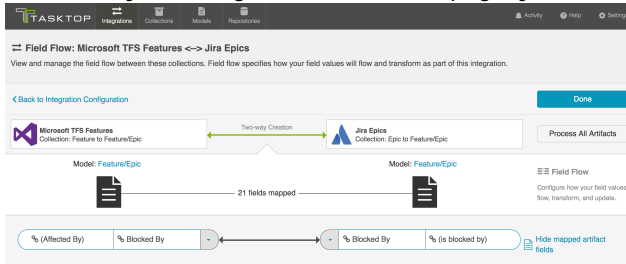 TASKTOP
Integrations
Collections
Models
Repositories
Activity
Help
Settings
Field Flow: Microsoft TFS Features <--> Jira Epics
View and manage the field flow between these collections. Field flow specifies how your field values will flow and transform as part of this integration.
Back to Integration Configuration
Done
Microsoft TFS Features
Collection: Feature to Feature/Epic
Two-way Creation
Jira Epics
Collection: Epic to Feature/Epic
Process All Artifacts
Model: Feature/Epic
Model: Feature/Epic
21 fields mapped
Field Flow
Configure how your field values
flow, transform, and update.
(Affected By)
Blocked By
Blocked By
(is blocked by)
Hide mapped artifact
fields